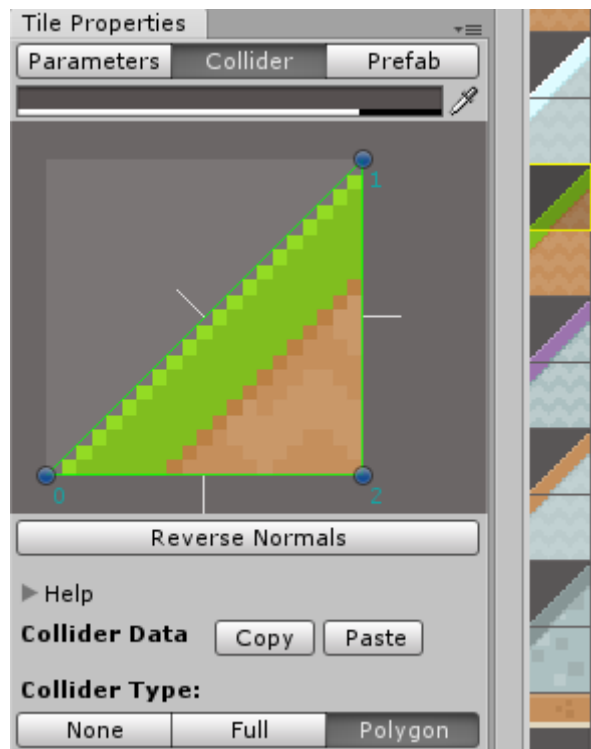 Tile Properties
Parameters Collider Prefab
1
0 2
Reverse Normals
Help
Collider Data Copy Paste
Collider Type:
None Full Polygon